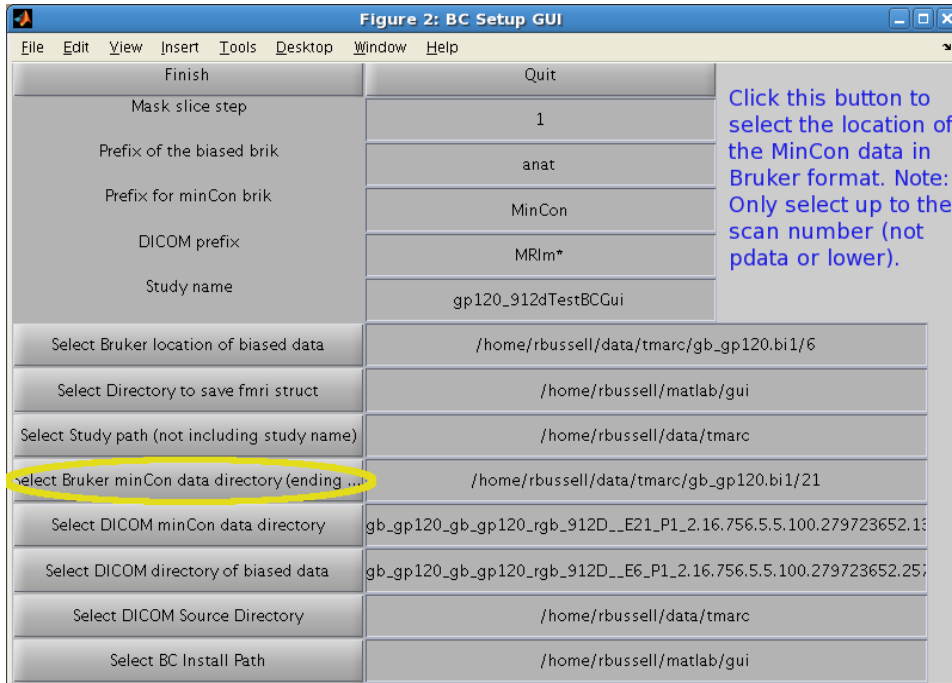 Figure 2: BC Setup GUI
File Edit View Insert Tools Desktop Window Help
Finish Quit
Mask slice step 1
Prefix of the biased brik anat
Prefix for minCon brik MinCon
DICOM prefix MRIm*
Study name gp120_912dTestBCGui
Click this button to
select the location of
the MinCon data in
Bruker format. Note:
Only select up to the
scan number (not
pdata or lower).
Select Bruker location of biased data /home/rbussell/data/tmarc/gb_gp120.bi1/6
Select Directory to save fmri struct /home/rbussell/matlab/gui
Select Study path (not including study name) /home/rbussell/data/tmarc
Select Bruker minCon data directory (ending ... /home/rbussell/data/tmarc/gb_gp120.bi1/21
Select DICOM minCon data directory gb_gp120_gb_gp120_rgb_912D__E21_P1_2.16.756.5.5.100.279723652.13
Select DICOM directory of biased data gb_gp120_gb_gp120_rgb_912D__E6_P1_2.16.756.5.5.100.279723652.257
Select DICOM Source Directory /home/rbussell/data/tmarc
Select BC Install Path /home/rbussell/matlab/gui